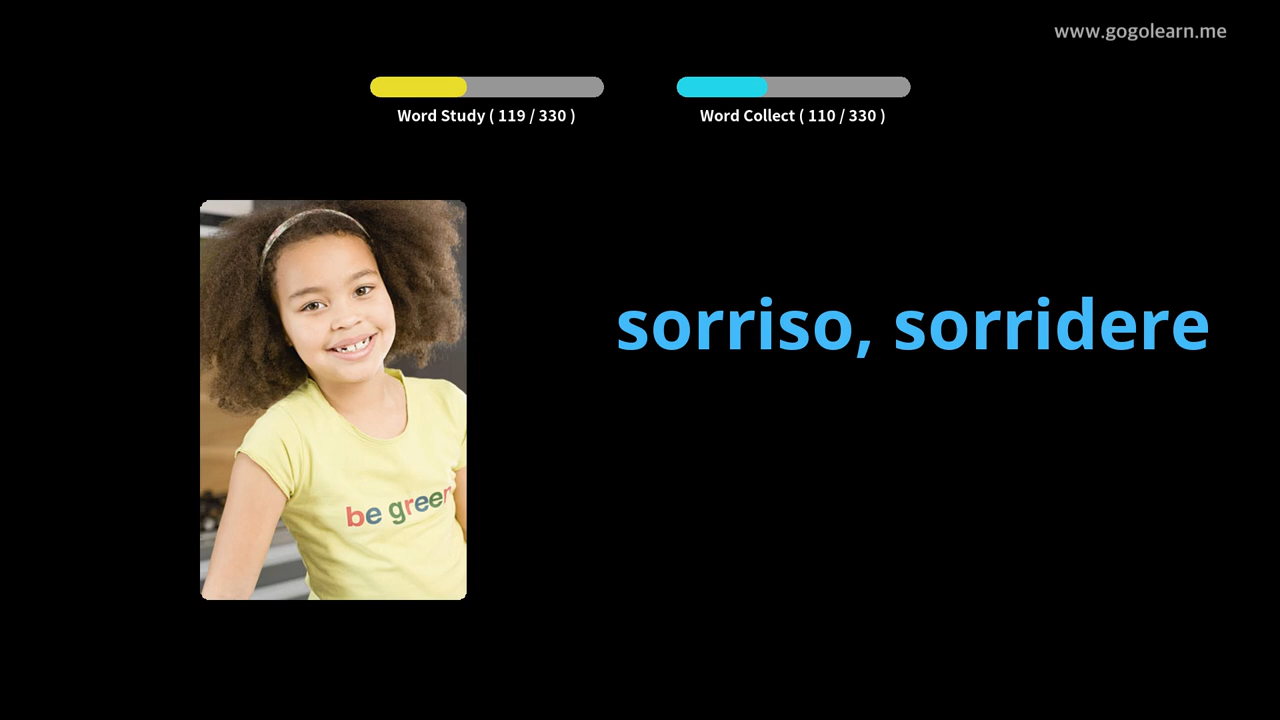 www.gogolearn.me
Word Study ( 119 / 330 )
Word Collect ( 110 / 330 )
sorriso, sorridere
be green